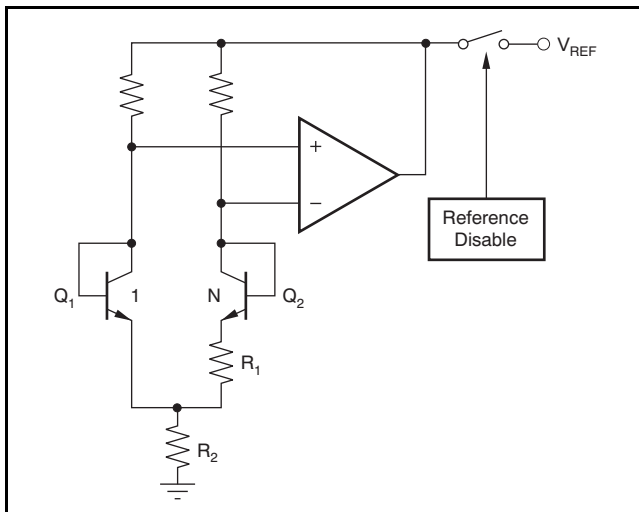 V_REF
+
−
Reference
Disable
Q₁
1
N
Q₂
R₁
R₂